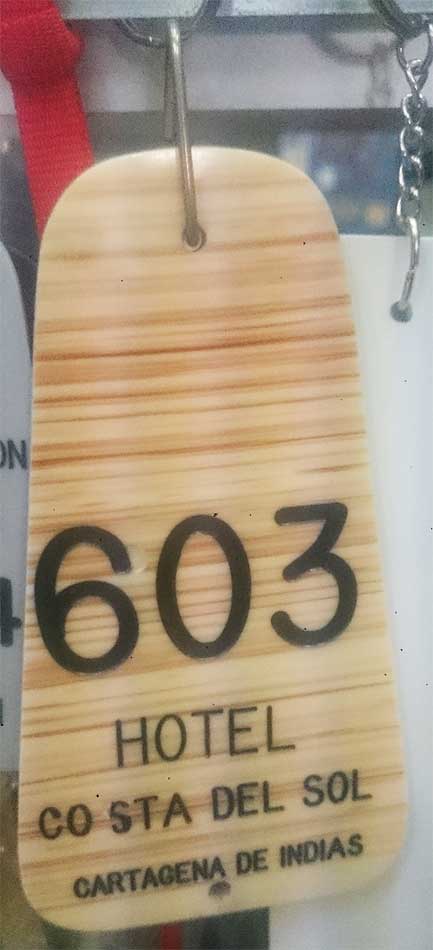 603
HOTEL
CO STA DEL SOL
CARTAGENA DE INDIAS